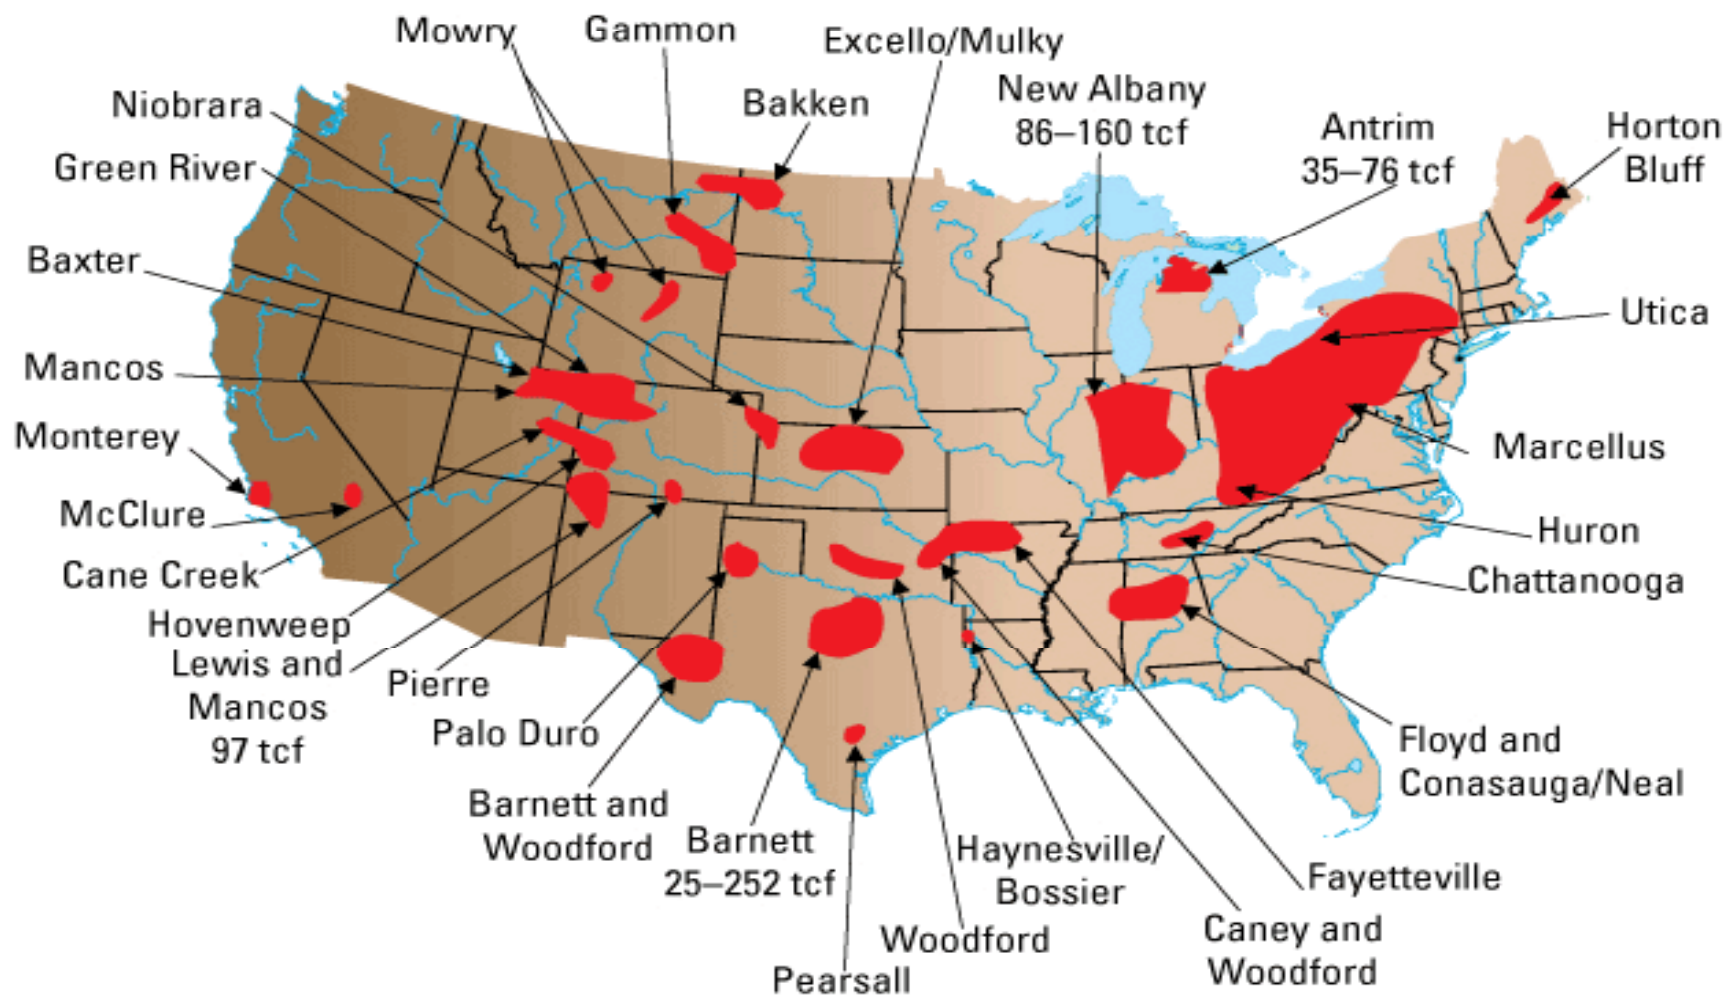 Mowry
Gammon
Excello/Mulky
New Albany
86–160 tcf
Niobrara
Bakken
Antrim
35–76 tcf
Horton
Bluff
Green River
Baxter
Utica
Mancos
Monterey
Marcellus
McClure
Huron
Cane Creek
Chattanooga
Hovenweep
Lewis and
Mancos
97 tcf
Pierre
Palo Duro
Floyd and
Conasauga/Neal
Barnett and
Woodford
Barnett
25–252 tcf
Haynesville/
Bossier
Fayetteville
Woodford
Caney and
Woodford
Pearsall